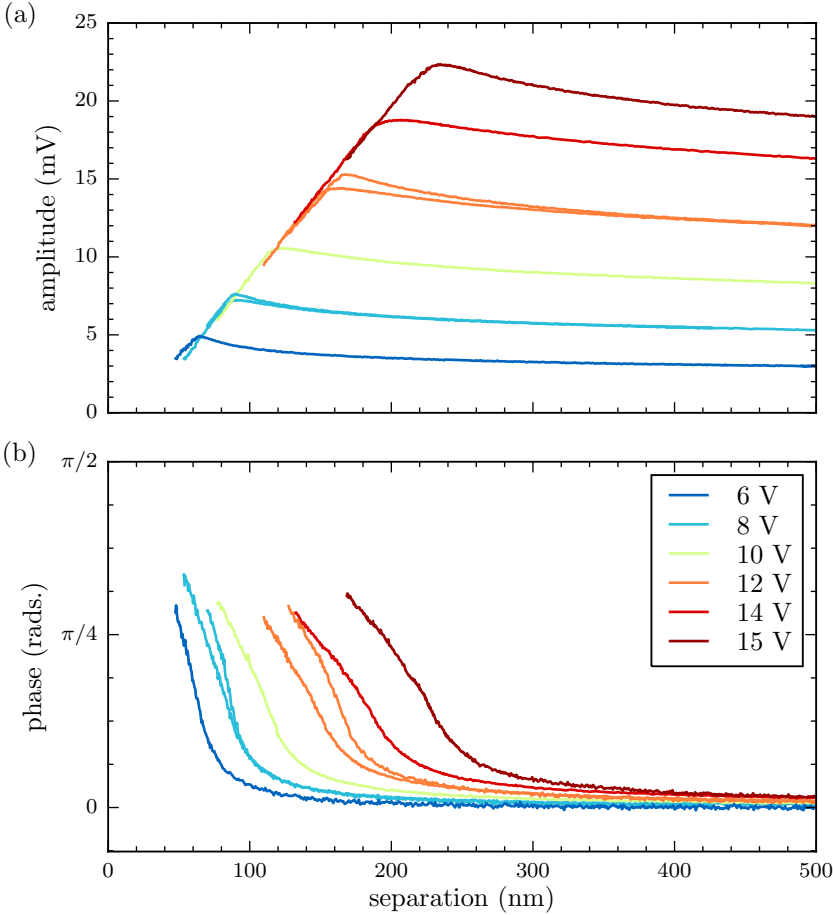 (a)
25
20
15
10
5
0
amplitude (mV)
(b)
π/2
π/4
0
phase (rads.)
6 V
8 V
10 V
12 V
14 V
15 V
0 100 200 300 400 500
separation (nm)